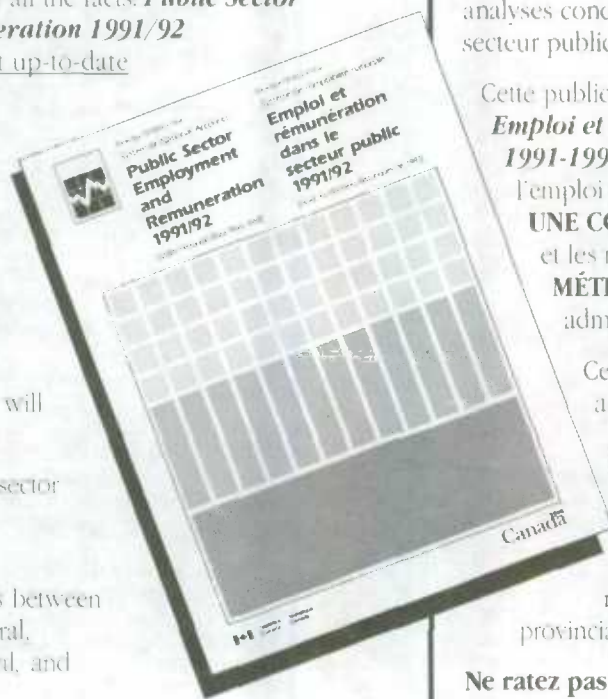 all the facts. Public Sector
eration 1991/92
t up-to-date
will
sector
s between
ral,
al, and
Public Sector
Employment
and
Remuneration
1991/92
Emploi et
rémunération
dans le
secteur public
1991/92
Canada
analyses conc
secteur public
Cette public
Emploi et
1991-199
l'emploi
UNE CO
et les r
MÉTR
adm
Ce
a
r
provincia
Ne ratez pas